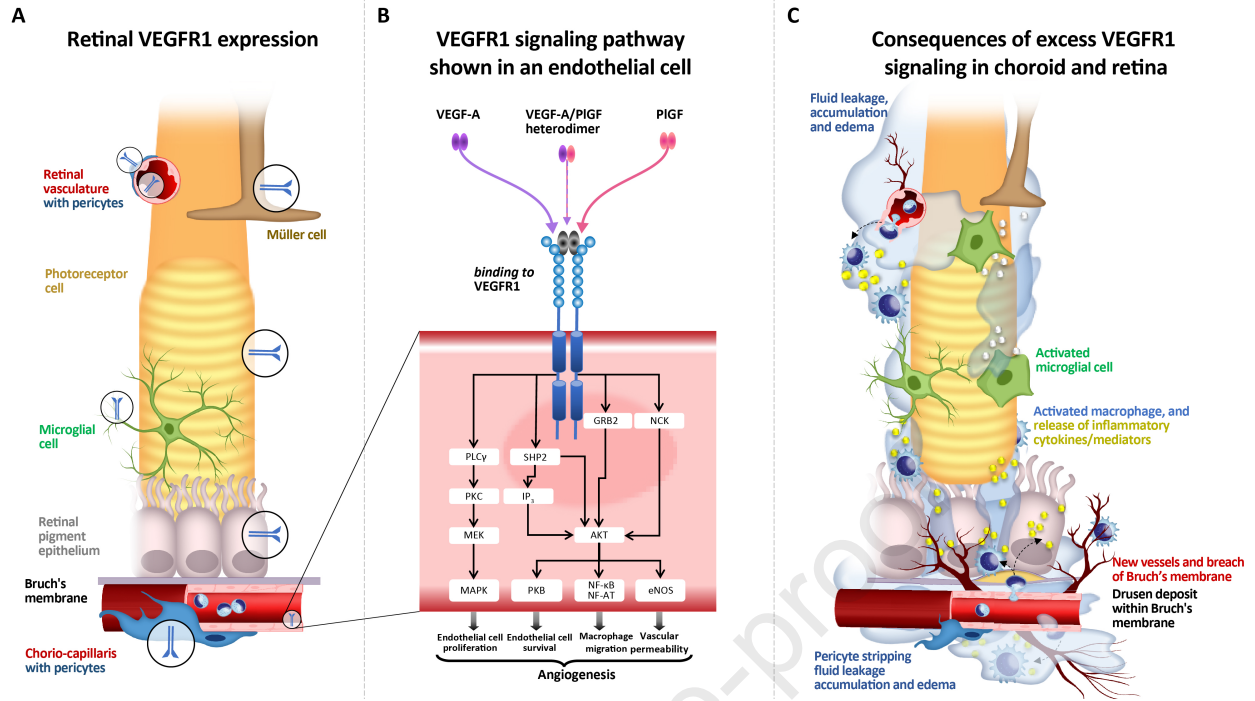 A
Retinal VEGFR1 expression
Retinal
vasculature
with pericytes
Müller cell
Photoreceptor
cell
Microglial
cell
Retinal
pigment
epithelium
Bruch's
membrane
Chorio-capillaris
with pericytes
B
VEGFR1 signaling pathway
shown in an endothelial cell
VEGF-A
VEGF-A/PlGF
heterodimer
PlGF
binding to
VEGFR1
GRB2
NCK
PLCγ
SHP2
PKC
IP3
MEK
AKT
MAPK
PKB
NF-κB
NF-AT
eNOS
Endothelial cell
proliferation
Endothelial cell
survival
Macrophage
migration
Vascular
permeability
Angiogenesis
C
Consequences of excess VEGFR1
signaling in choroid and retina
Fluid leakage,
accumulation
and edema
Activated
microglial cell
Activated macrophage, and
release of inflammatory
cytokines/mediators
New vessels and breach
of Bruch's membrane
Drusen deposit
within Bruch's
membrane
Pericyte stripping
fluid leakage
accumulation and edema